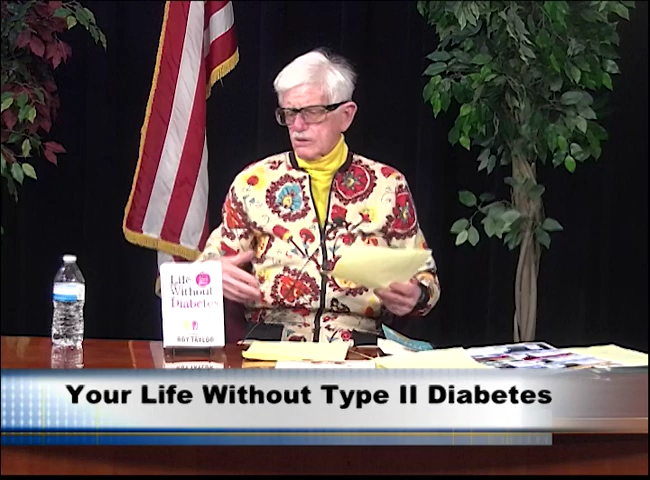 Life
Without
Diabetes
ROY TAYLOR
Your Life Without Type II Diabetes